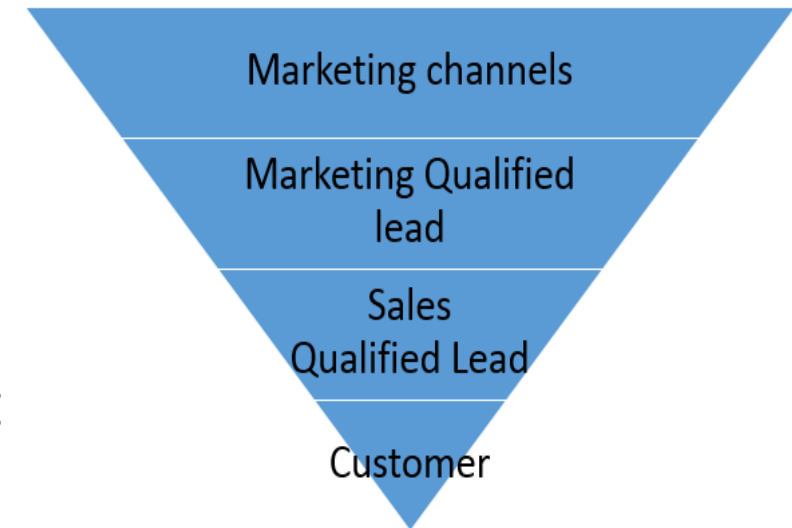 Marketing channels
Marketing Qualified
lead
Sales
Qualified Lead
Customer